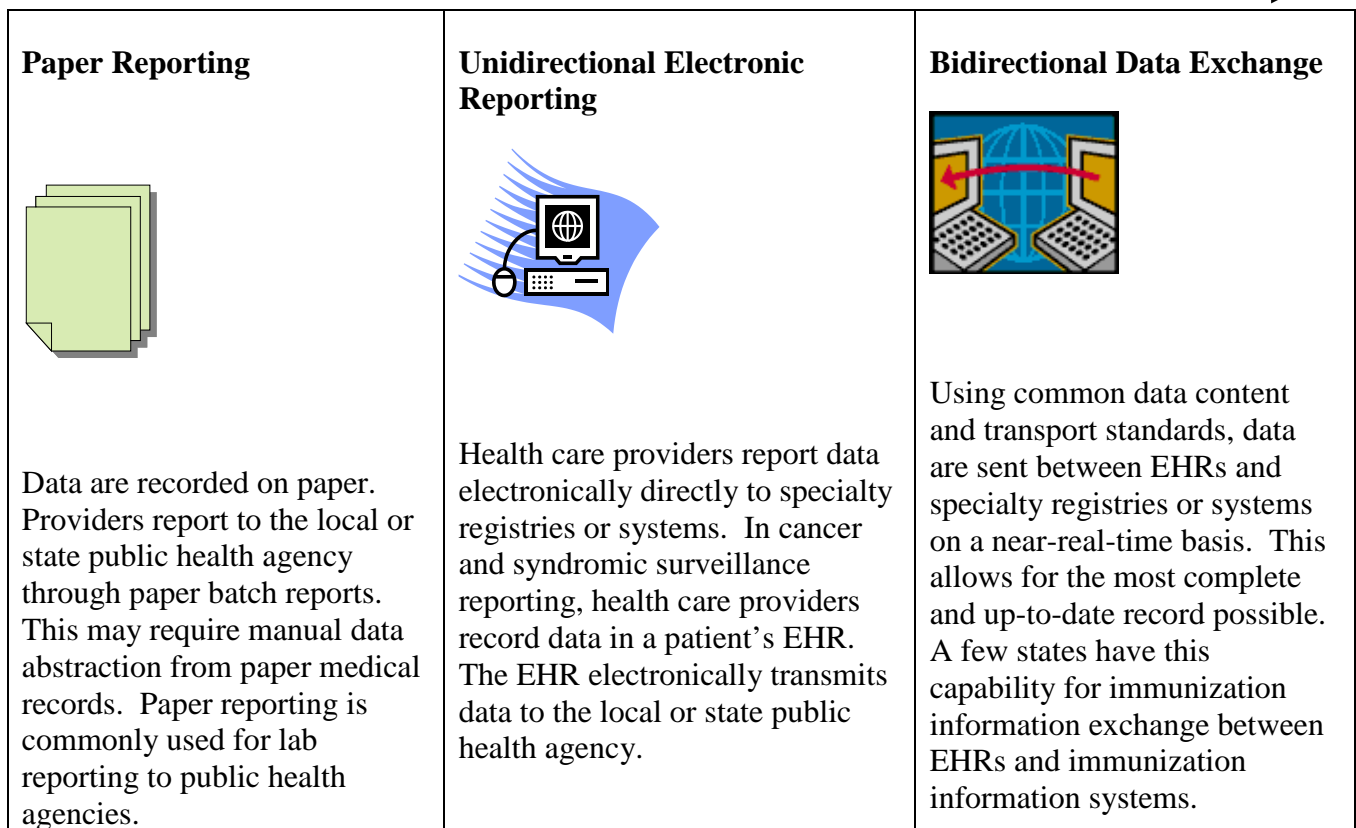 Paper Reporting
Data are recorded on paper.
Providers report to the local or
state public health agency
through paper batch reports.
This may require manual data
abstraction from paper medical
records.  Paper reporting is
commonly used for lab
reporting to public health
agencies.
Unidirectional Electronic
Reporting
Health care providers report data
electronically directly to specialty
registries or systems.  In cancer
and syndromic surveillance
reporting, health care providers
record data in a patient’s EHR.
The EHR electronically transmits
data to the local or state public
health agency.
Bidirectional Data Exchange
Using common data content
and transport standards, data
are sent between EHRs and
specialty registries or systems
on a near-real-time basis.  This
allows for the most complete
and up-to-date record possible.
A few states have this
capability for immunization
information exchange between
EHRs and immunization
information systems.